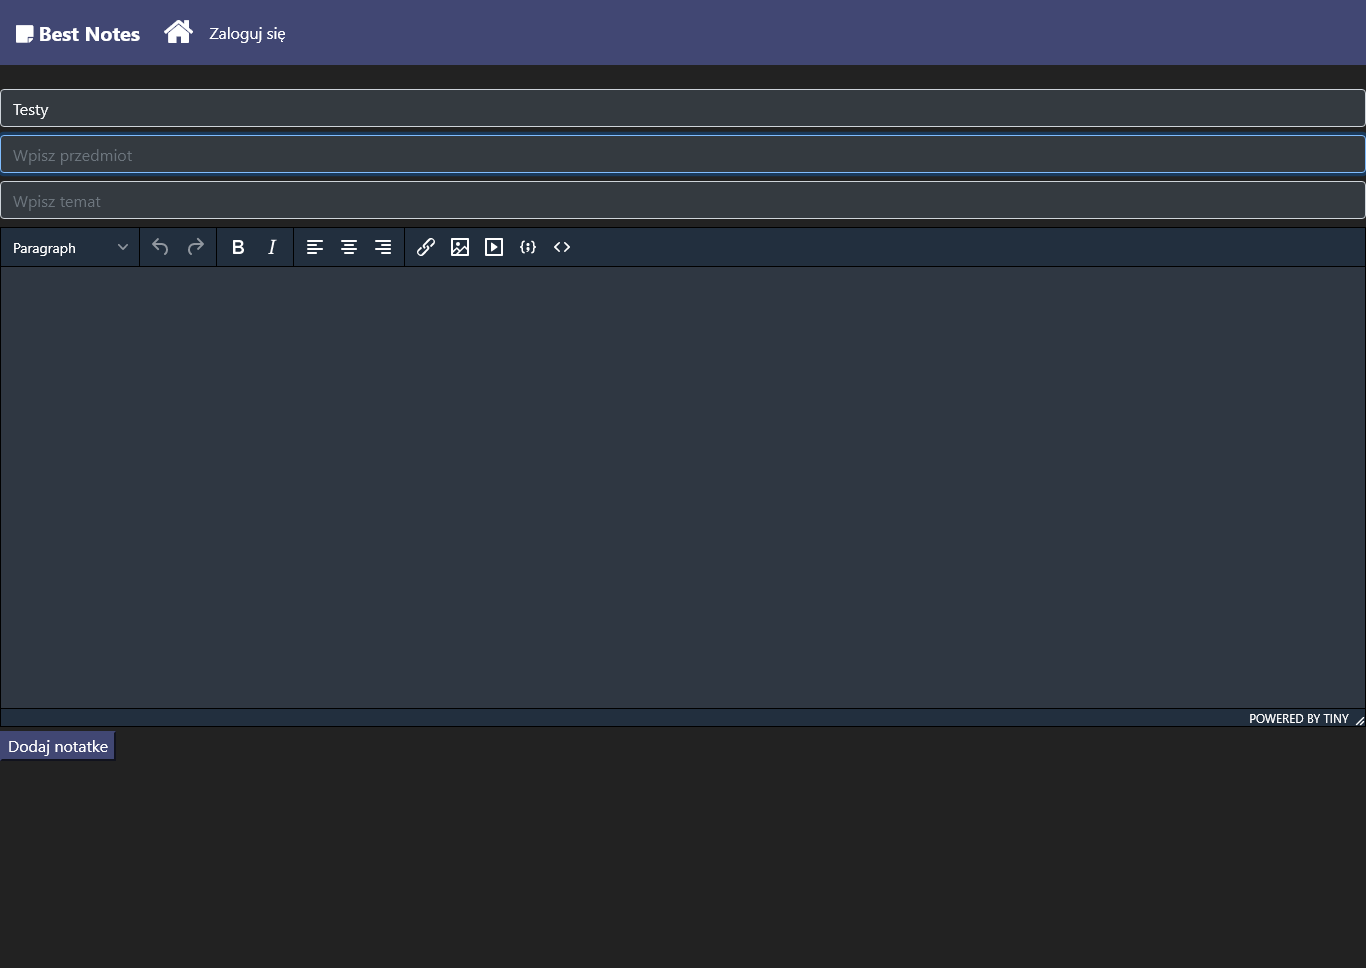 Best Notes Zaloguj się
Testy
Wpisz przedmiot
Wpisz temat
Paragraph
POWERED BY TINY
Dodaj notatke